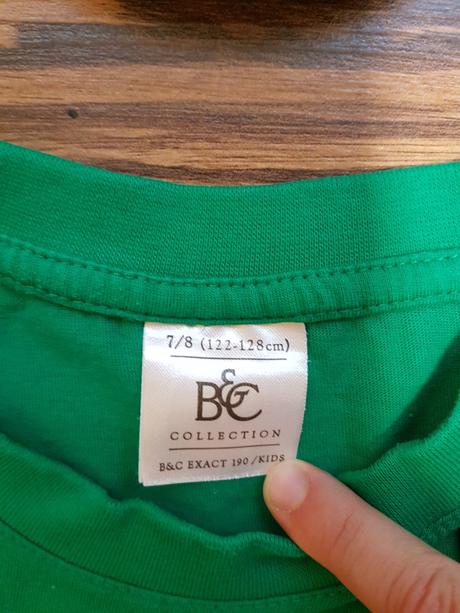 7/8 (122-128cm)
B&C
COLLECTION
B&C EXACT 190/KIDS